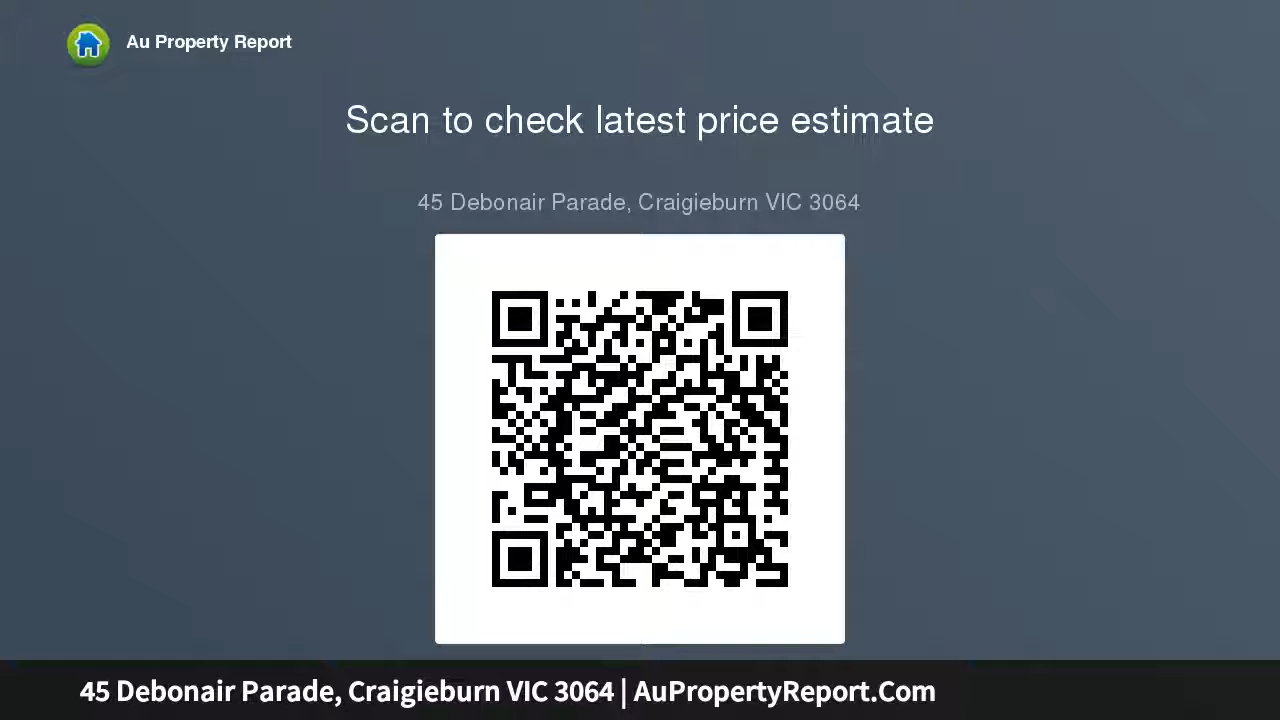 Au Property Report
Scan to check latest price estimate
45 Debonair Parade, Craigieburn VIC 3064
45 Debonair Parade, Craigieburn VIC 3064 | AuPropertyReport.Com